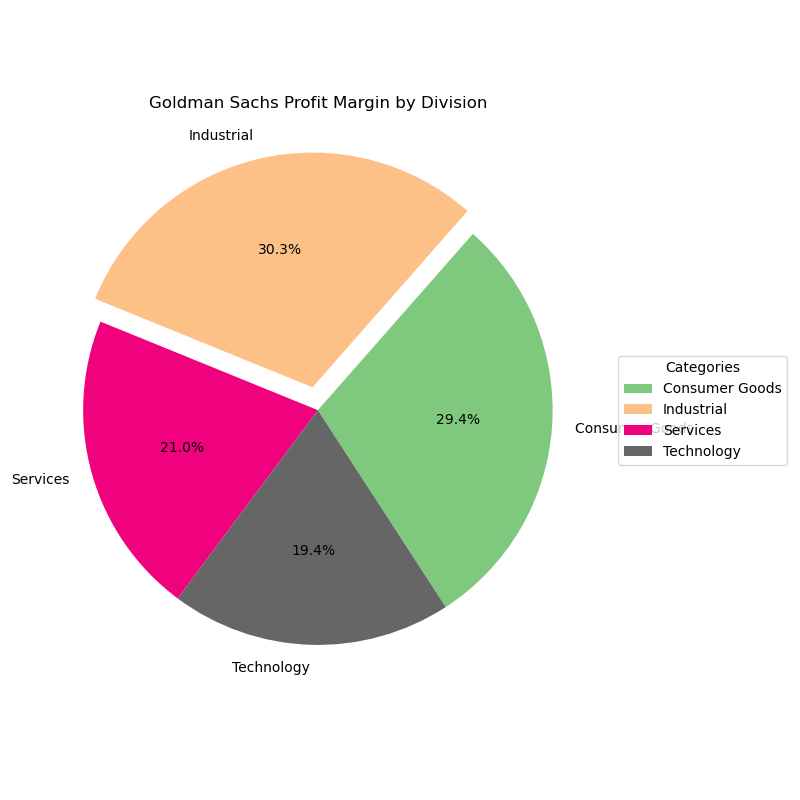 Goldman Sachs Profit Margin by Division
Industrial
30.3%
29.4%
21.0%
19.4%
Services
Technology
Categories
Consumer Goods
Industrial
Services
Technology